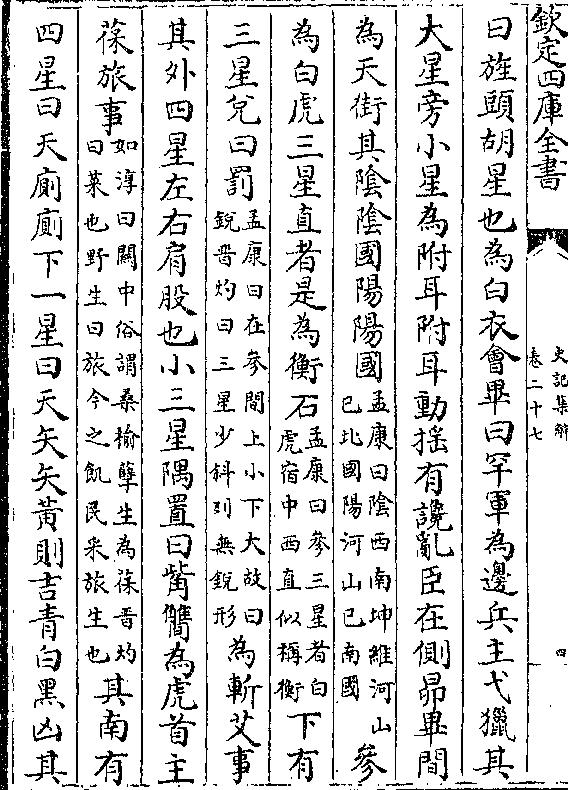 欽定四庫全書
史記集解
卷二十七
四
曰旄頭胡星也為白衣會畢曰罕車為邊兵主弋獵其
大星旁小星為附耳附耳動揺有讒亂臣在側昴畢間
為天街其陰陰國陽陽國孟康曰陰西南坤維河山已北國陽河山已南國參
為白虎三星直者是為衡石孟康曰參三星者白虎宿中西直似稱衡下有
三星兊曰罰孟康曰在參間上小下大故曰銳晋灼曰三星少斜列無銳形為斬艾事
其外四星左右肩股也小三星隅置曰觜觿為虎首主
葆旅事如淳曰關中俗謂桑榆孽生為葆晋灼曰葆菜也野生曰旅今之飢民采旅生也其南有
四星曰天廁廁下一星曰天矢矢黃則吉青白黑凶其